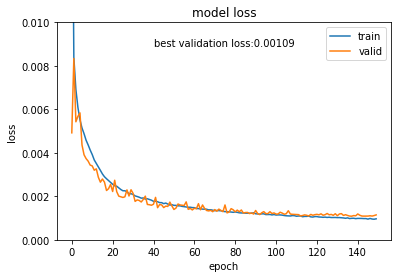 model loss
best validation loss:0.00109
train
valid
0.010
0.008
0.006
0.004
0.002
0.000
loss
0 20 40 60 80 100 120 140
epoch